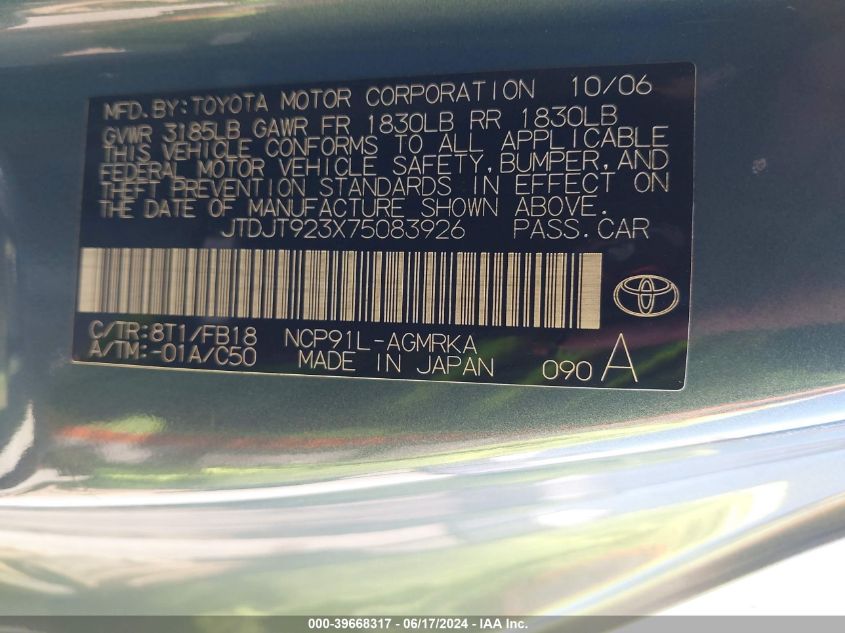 MFD.BY:TOYOTA MOTOR CORPORATION 10/06
GVWR 3185LB GAWR FR 1830LB RR 1830LB
THIS VEHICLE CONFORMS TO ALL APPLICABLE
FEDERAL MOTOR VEHICLE SAFETY,BUMPER,AND
THEFT PREVENTION STANDARDS IN EFFECT ON
THE DATE OF MANUFACTURE SHOWN ABOVE.
JTDJT923X75083926 PASS.CAR
C/TR:8T1/FB18 NCP91L-AGMRKA
A/TM:-01A/C50 MADE IN JAPAN 090 A
000-39668317 - 06/17/2024 - IAA Inc.